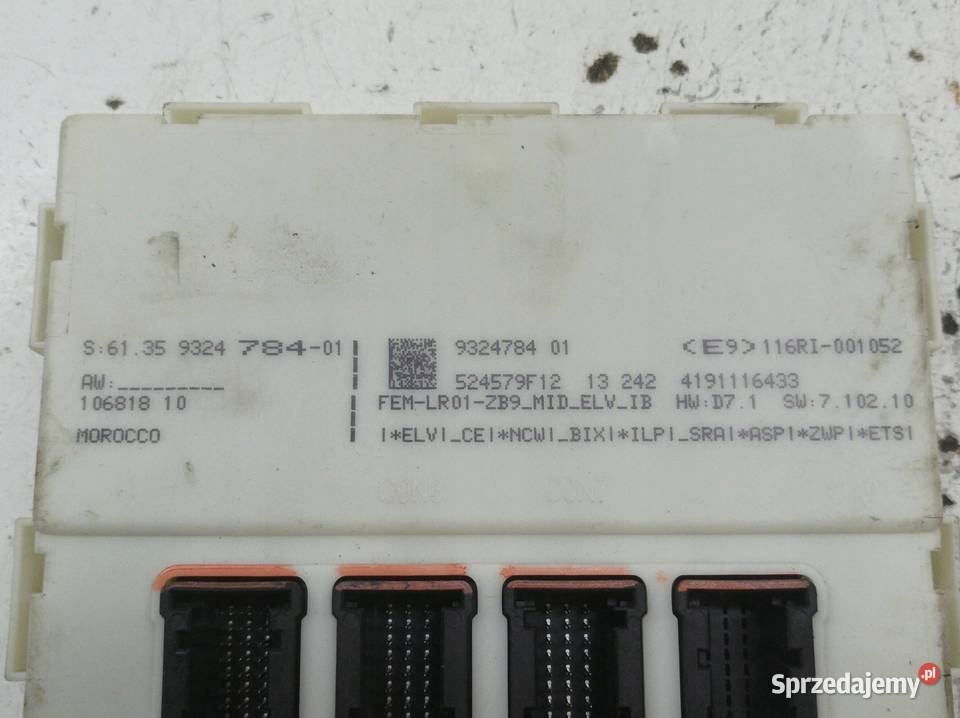 S:61.35 9324 784-01
AW:_________
106818 10
MOROCCO
9324784 01
<E9>116RI-001052
524579F12 13 242 4191116433
FEM-LR01-ZB9_MID_ELV_IB HW:D7.1 SW:7.102.10
|*ELV|_CE|*NCW|_BIX|*ILP|_SRA|*ASP|*ZWP|*ETS|
Sprzedajemy.pl